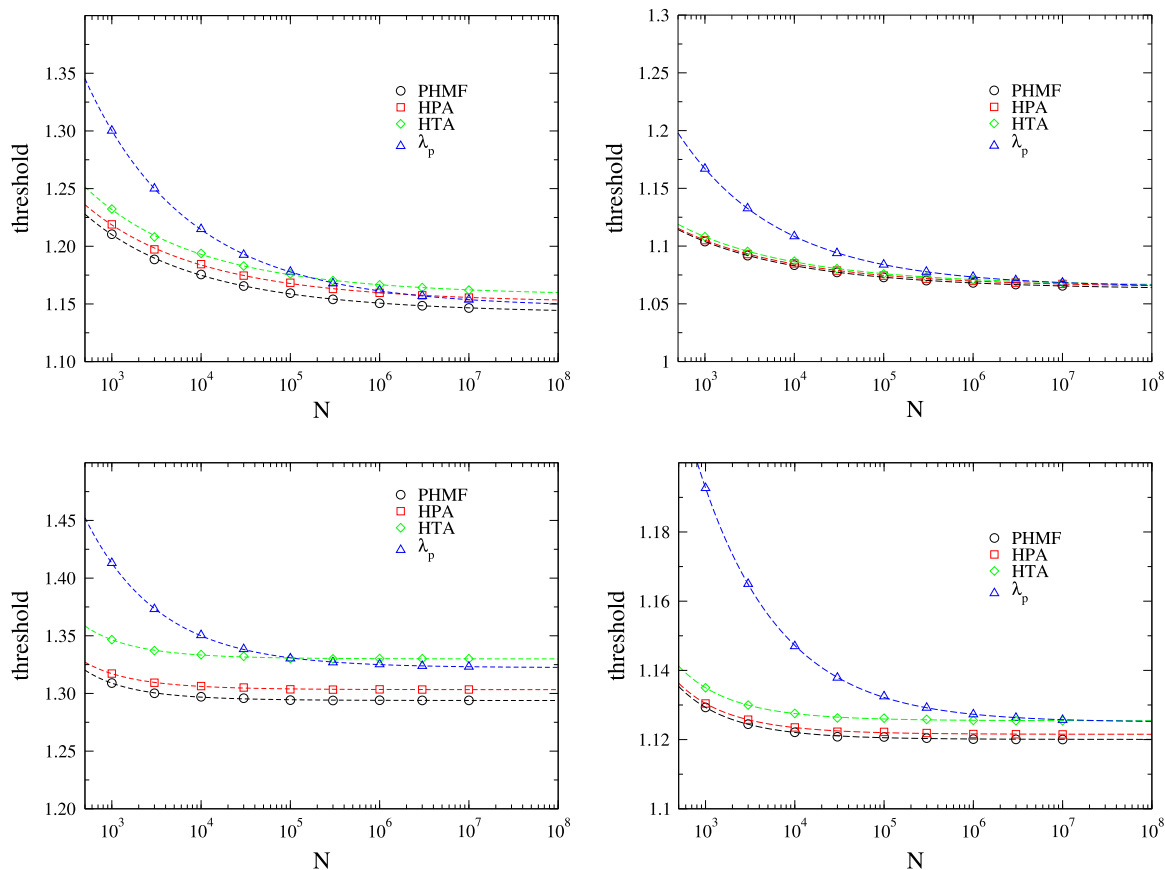 1.35
1.30
1.25
1.20
1.15
1.10
threshold
PHMF
HPA
HTA
λp
10³ 10⁴ 10⁵ 10⁶ 10⁷ 10⁸
N
1.3
1.25
1.2
1.15
1.1
1.05
1
threshold
PHMF
HPA
HTA
λp
10³ 10⁴ 10⁵ 10⁶ 10⁷ 10⁸
N
1.45
1.40
1.35
1.30
1.25
1.20
threshold
PHMF
HPA
HTA
λp
10³ 10⁴ 10⁵ 10⁶ 10⁷ 10⁸
N
1.18
1.16
1.14
1.12
1.1
threshold
PHMF
HPA
HTA
λp
10³ 10⁴ 10⁵ 10⁶ 10⁷ 10⁸
N